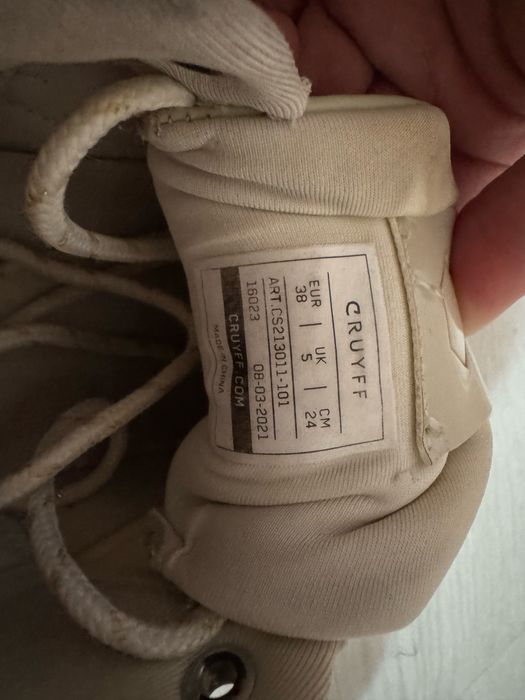 CRUYFF
EUR | UK | CM
38 | 5 | 24
ART.CS213011-101
16023 08-03-2021
CRUYFF.COM
MADE IN CHINA